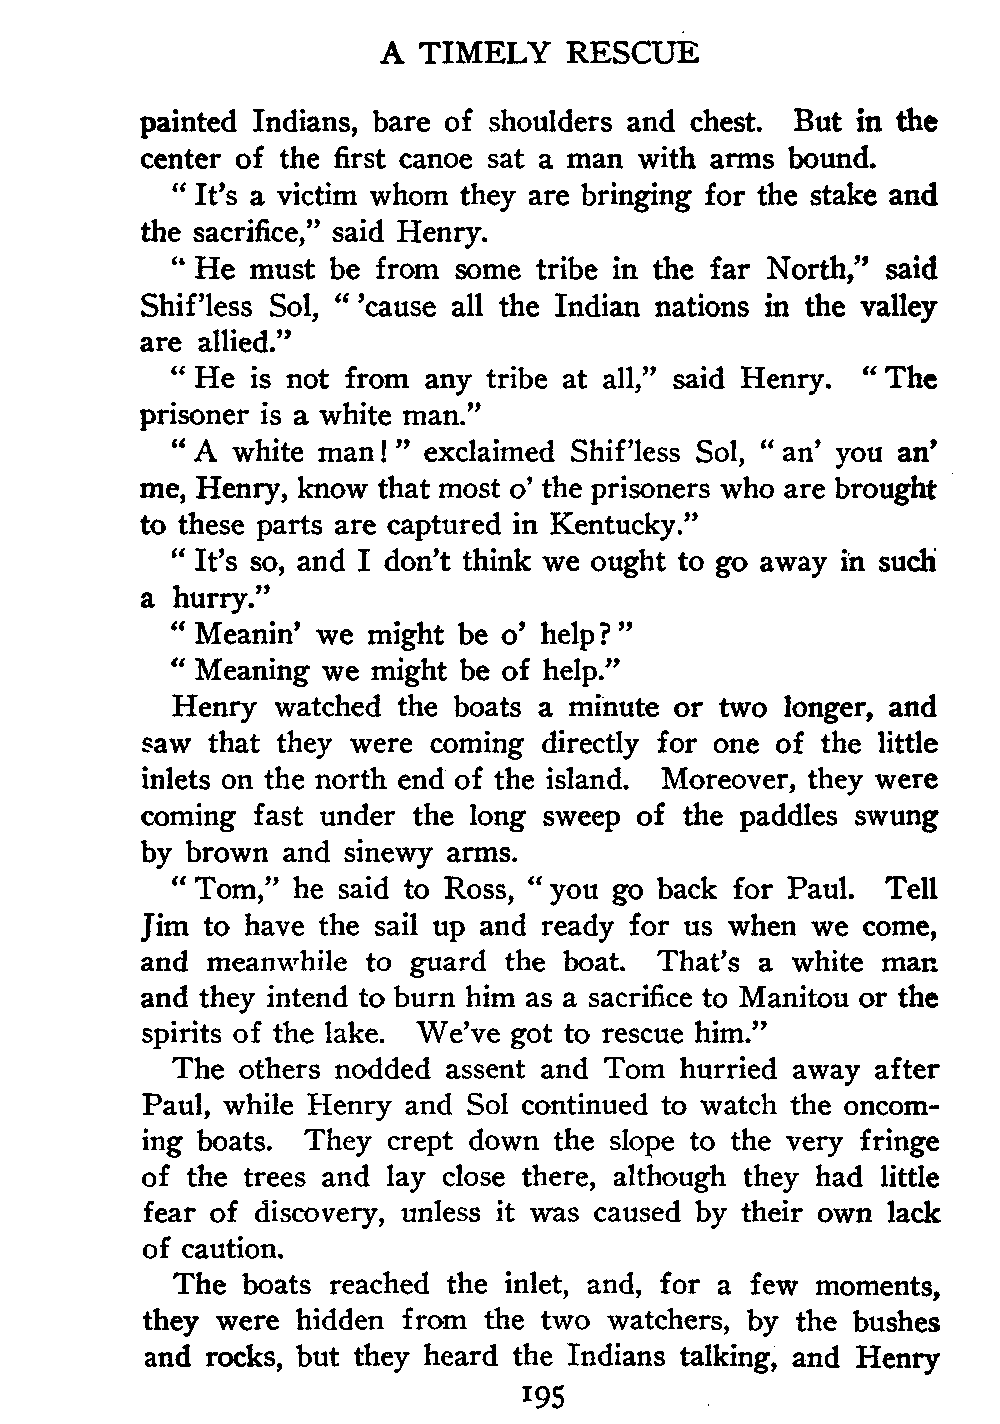 A TIMELY RESCUE
painted Indians, bare of shoulders and chest. But in the
center of the first canoe sat a man with arms bound.
“ It’s a victim whom they are bringing for the stake and
the sacrifice,” said Henry.
“ He must be from some tribe in the far North,” said
Shif’less Sol, “ ’cause all the Indian nations in the valley
are allied.”
“ He is not from any tribe at all,” said Henry. “ The
prisoner is a white man.”
“ A white man! ” exclaimed Shif’less Sol, “ an’ you an’
me, Henry, know that most o’ the prisoners who are brought
to these parts are captured in Kentucky.”
“ It’s so, and I don’t think we ought to go away in such
a hurry.”
“ Meanin’ we might be o’ help? ”
“ Meaning we might be of help.”
Henry watched the boats a minute or two longer, and
saw that they were coming directly for one of the little
inlets on the north end of the island. Moreover, they were
coming fast under the long sweep of the paddles swung
by brown and sinewy arms.
“ Tom,” he said to Ross, “ you go back for Paul. Tell
Jim to have the sail up and ready for us when we come,
and meanwhile to guard the boat. That’s a white man
and they intend to burn him as a sacrifice to Manitou or the
spirits of the lake. We’ve got to rescue him.”
The others nodded assent and Tom hurried away after
Paul, while Henry and Sol continued to watch the oncom-
ing boats. They crept down the slope to the very fringe
of the trees and lay close there, although they had little
fear of discovery, unless it was caused by their own lack
of caution.
The boats reached the inlet, and, for a few moments,
they were hidden from the two watchers, by the bushes
and rocks, but they heard the Indians talking, and Henry
195